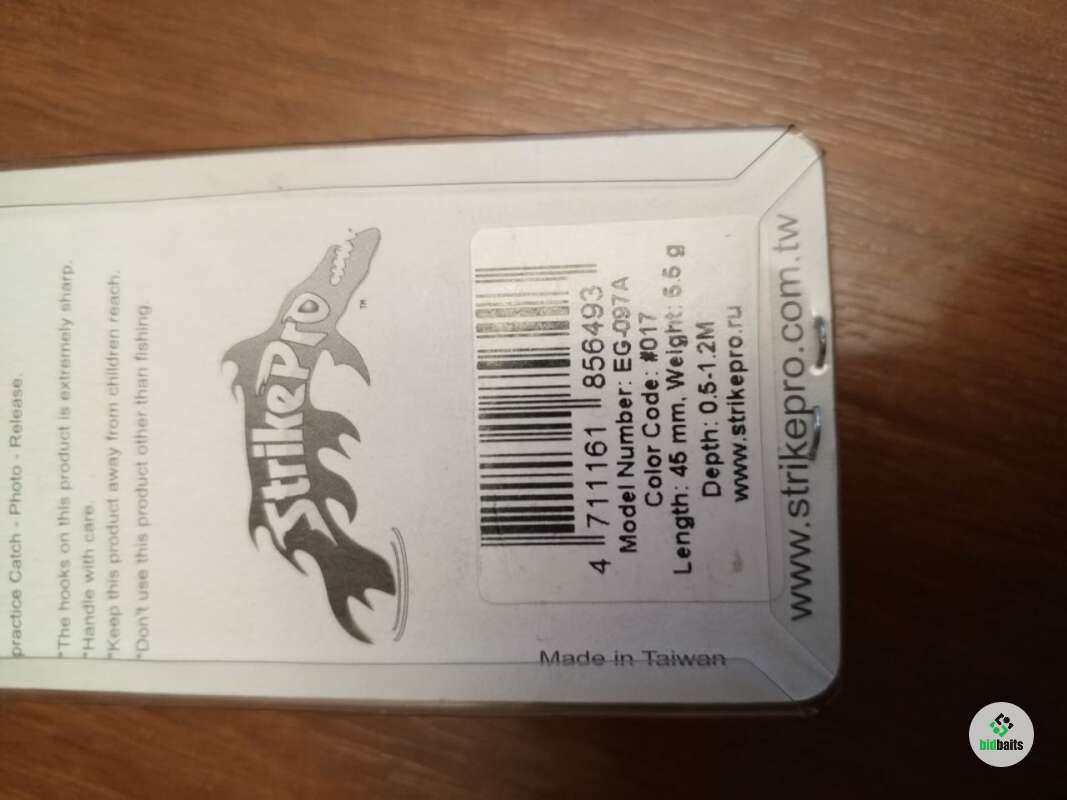 practice Catch - Photo - Release.
*The hooks on this product is extremely sharp.
*Handle with care.
*Keep this product away from children reach.
*Don't use this product other than fishing.
StrikePro
TM
4 711161 856493
Model Number: EG-097A
Color Code: #017
Length: 45 mm, Weight: 5.5 g
Depth: 0.5-1.2M
www.strikepro.ru
Made in Taiwan
www.strikepro.com.tw
bidbaits